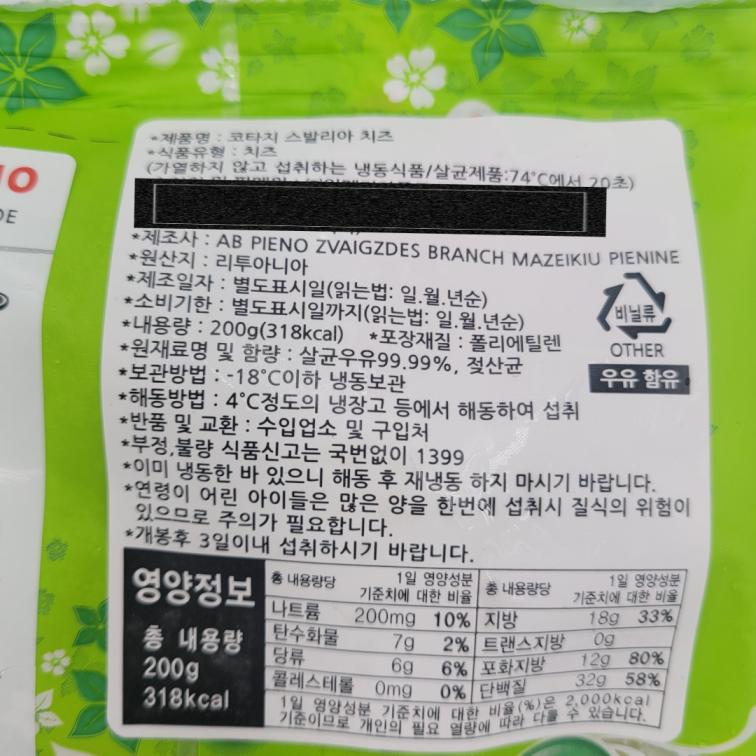 IO
DE
*제품명 : 코타지 스발리아 치즈
*식품유형 : 치즈
(가열하지 않고 섭취하는 냉동식품/살균제품:74℃에서 20초)
*제조사 : AB PIENO ZVAIGZDES BRANCH MAZEIKIU PIENINE
*원산지 : 리투아니아
*제조일자 : 별도표시일(읽는법: 일.월.년순)
*소비기한 : 별도표시일까지(읽는법: 일.월.년순)
*내용량 : 200g(318kcal) *포장재질 : 폴리에틸렌
*원재료명 및 함량 : 살균우유99.99%, 젖산균
*보관방법 : -18℃이하 냉동보관
*해동방법 : 4℃정도의 냉장고 등에서 해동하여 섭취
*반품 및 교환 : 수입업소 및 구입처
*부정,불량 식품신고는 국번없이 1399
*이미 냉동한 바 있으니 해동 후 재냉동 하지 마시기 바랍니다.
*연령이 어린 아이들은 많은 양을 한번에 섭취시 질식의 위험이
있으므로 주의가 필요합니다.
*개봉후 3일이내 섭취하시기 바랍니다.
비닐류
OTHER
우유 함유
영양정보
총 내용량
200g
318kcal
총 내용량당 1일 영양성분 기준치에 대한 비율
나트륨 200mg 10%
탄수화물 7g 2%
당류 6g 6%
콜레스테롤 0mg 0%
총 내용량당 1일 영양성분 기준치에 대한 비율
지방 18g 33%
트랜스지방 0g
포화지방 12g 80%
단백질 32g 58%
1일 영양성분 기준치에 대한 비율(%)은 2,000kcal
기준이므로 개인의 필요 열량에 따라 다를 수 있습니다.